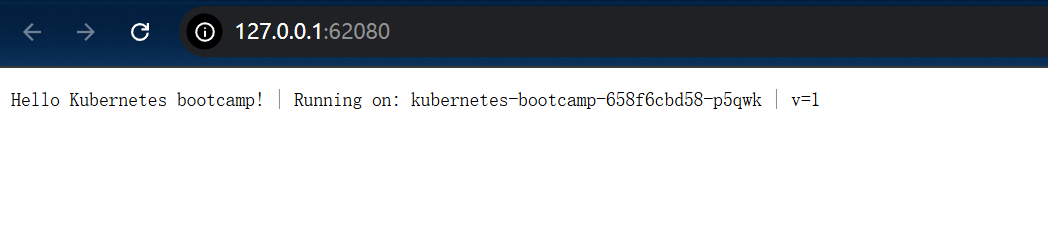 127.0.0.1:62080
Hello Kubernetes bootcamp! | Running on: kubernetes-bootcamp-658f6cbd58-p5qwk | v=1